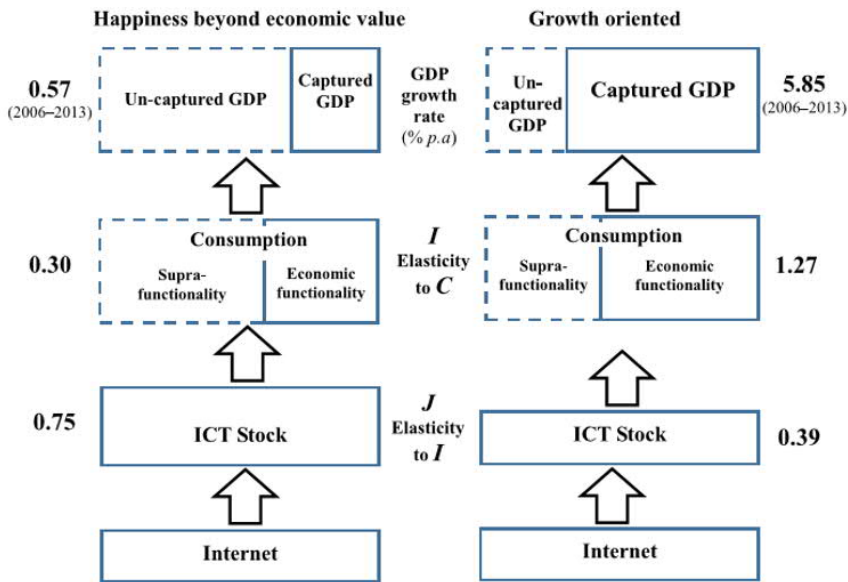 Happiness beyond economic value
Growth oriented
0.57
(2006–2013)
Un-captured GDP
Captured
GDP
GDP
growth
rate
(% p.a)
Un-
captured
GDP
Captured GDP
5.85
(2006–2013)
0.30
Consumption
Supra-
functionality
Economic
functionality
I
Elasticity
to C
Consumption
Supra-
functionality
Economic
functionality
1.27
0.75
ICT Stock
J
Elasticity
to I
ICT Stock
0.39
Internet
Internet